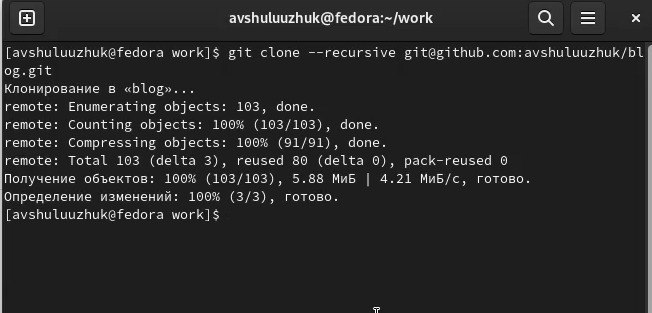 avshuluuzhuk@fedora:~/work
[avshuluuzhuk@fedora work]$ git clone --recursive git@github.com:avshuluuzhuk/bl
og.git
Клонирование в «blog»...
remote: Enumerating objects: 103, done.
remote: Counting objects: 100% (103/103), done.
remote: Compressing objects: 100% (91/91), done.
remote: Total 103 (delta 3), reused 80 (delta 0), pack-reused 0
Получение объектов: 100% (103/103), 5.88 МиБ | 4.21 МиБ/с, готово.
Определение изменений: 100% (3/3), готово.
[avshuluuzhuk@fedora work]$